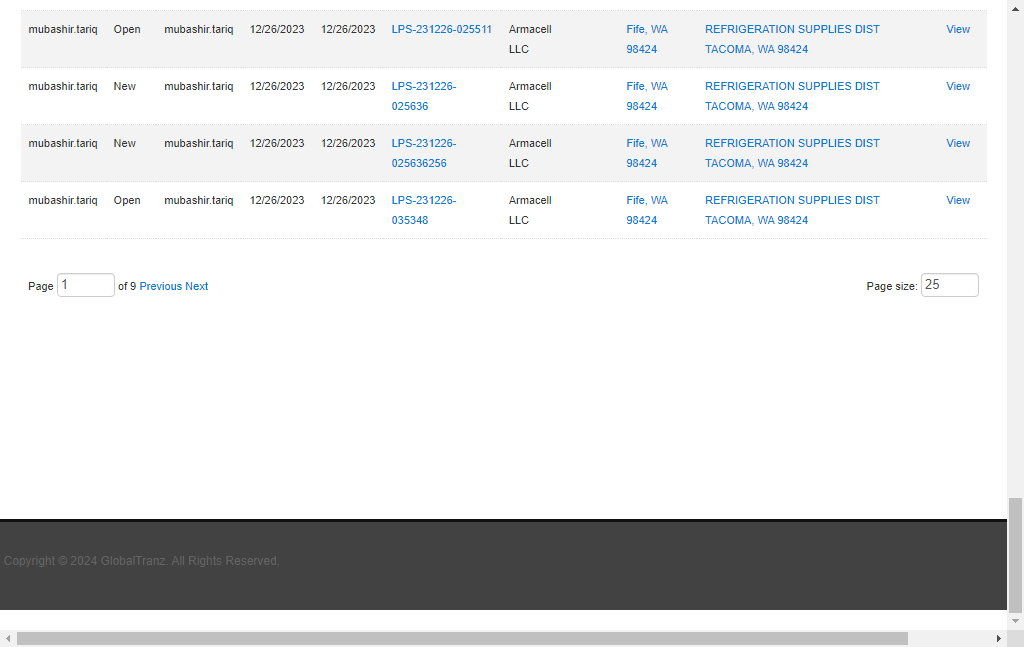 mubashir.tariq Open mubashir.tariq 12/26/2023 12/26/2023 LPS-231226-025511 Armacell Fife, WA REFRIGERATION SUPPLIES DIST View
LLC 98424 TACOMA, WA 98424
mubashir.tariq New mubashir.tariq 12/26/2023 12/26/2023 LPS-231226- Armacell Fife, WA REFRIGERATION SUPPLIES DIST View
025636 LLC 98424 TACOMA, WA 98424
mubashir.tariq New mubashir.tariq 12/26/2023 12/26/2023 LPS-231226- Armacell Fife, WA REFRIGERATION SUPPLIES DIST View
025636256 LLC 98424 TACOMA, WA 98424
mubashir.tariq Open mubashir.tariq 12/26/2023 12/26/2023 LPS-231226- Armacell Fife, WA REFRIGERATION SUPPLIES DIST View
035348 LLC 98424 TACOMA, WA 98424
Page 1 of 9 Previous Next Page size: 25
Copyright © 2024 GlobalTranz. All Rights Reserved.